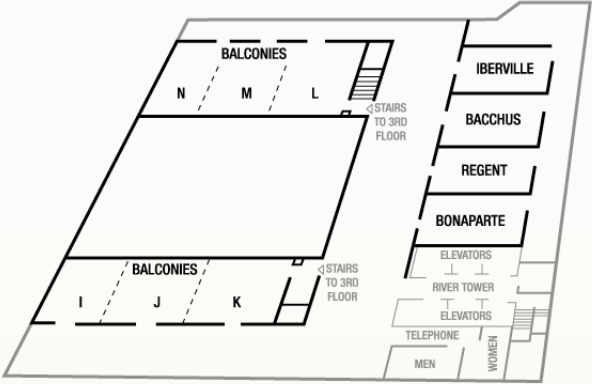 BALCONIES
N M L
STAIRS
TO 3RD
FLOOR
IBERVILLE
BACCHUS
REGENT
BONAPARTE
BALCONIES
I J K
STAIRS
TO 3RD
FLOOR
ELEVATORS
RIVER TOWER
ELEVATORS
TELEPHONE
MEN
WOMEN